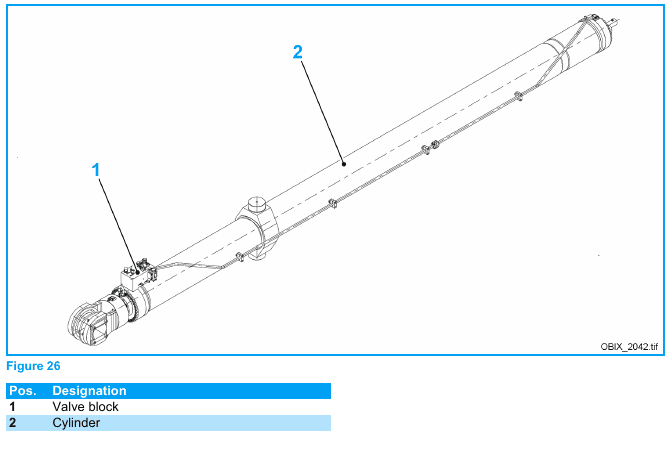 2
1
OBIX_2042.tif
Figure 26
Pos. Designation
1 Valve block
2 Cylinder